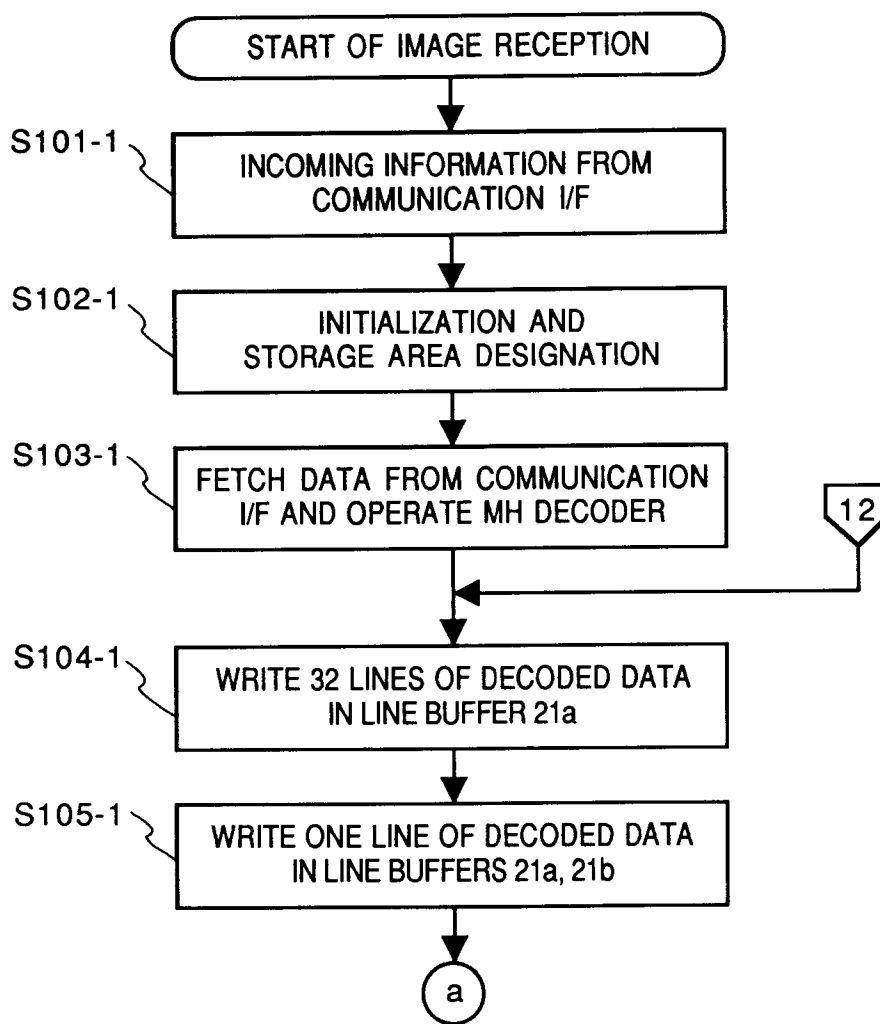 START OF IMAGE RECEPTION
S101-1
INCOMING INFORMATION FROM
COMMUNICATION I/F
S102-1
INITIALIZATION AND
STORAGE AREA DESIGNATION
S103-1
FETCH DATA FROM COMMUNICATION
I/F AND OPERATE MH DECODER
12
S104-1
WRITE 32 LINES OF DECODED DATA
IN LINE BUFFER 21a
S105-1
WRITE ONE LINE OF DECODED DATA
IN LINE BUFFERS 21a, 21b
a